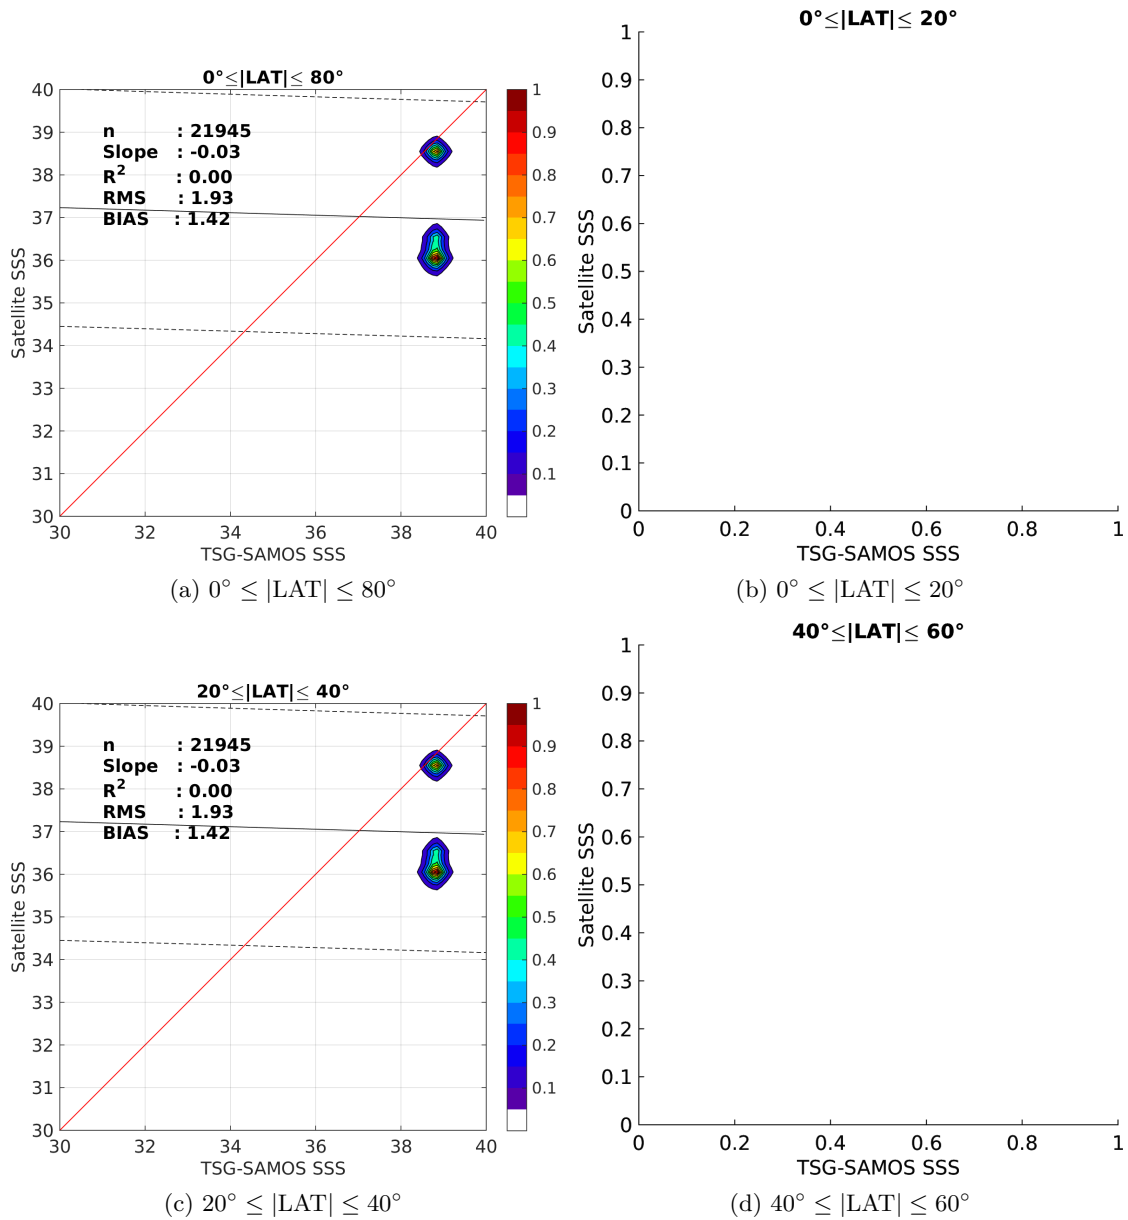 0°≤|LAT|≤ 80°
40
39
38
37
36
35
34
33
32
31
30
Satellite SSS
n : 21945
Slope : -0.03
R² : 0.00
RMS : 1.93
BIAS : 1.42
30 32 34 36 38 40
TSG-SAMOS SSS
1
0.9
0.8
0.7
0.6
0.5
0.4
0.3
0.2
0.1
(a) 0° ≤ |LAT| ≤ 80°
0°≤|LAT|≤ 20°
1
0.9
0.8
0.7
0.6
0.5
0.4
0.3
0.2
0.1
0
Satellite SSS
0 0.2 0.4 0.6 0.8 1
TSG-SAMOS SSS
(b) 0° ≤ |LAT| ≤ 20°
20°≤|LAT|≤ 40°
40
39
38
37
36
35
34
33
32
31
30
Satellite SSS
n : 21945
Slope : -0.03
R² : 0.00
RMS : 1.93
BIAS : 1.42
30 32 34 36 38 40
TSG-SAMOS SSS
1
0.9
0.8
0.7
0.6
0.5
0.4
0.3
0.2
0.1
(c) 20° ≤ |LAT| ≤ 40°
40°≤|LAT|≤ 60°
1
0.9
0.8
0.7
0.6
0.5
0.4
0.3
0.2
0.1
0
Satellite SSS
0 0.2 0.4 0.6 0.8 1
TSG-SAMOS SSS
(d) 40° ≤ |LAT| ≤ 60°